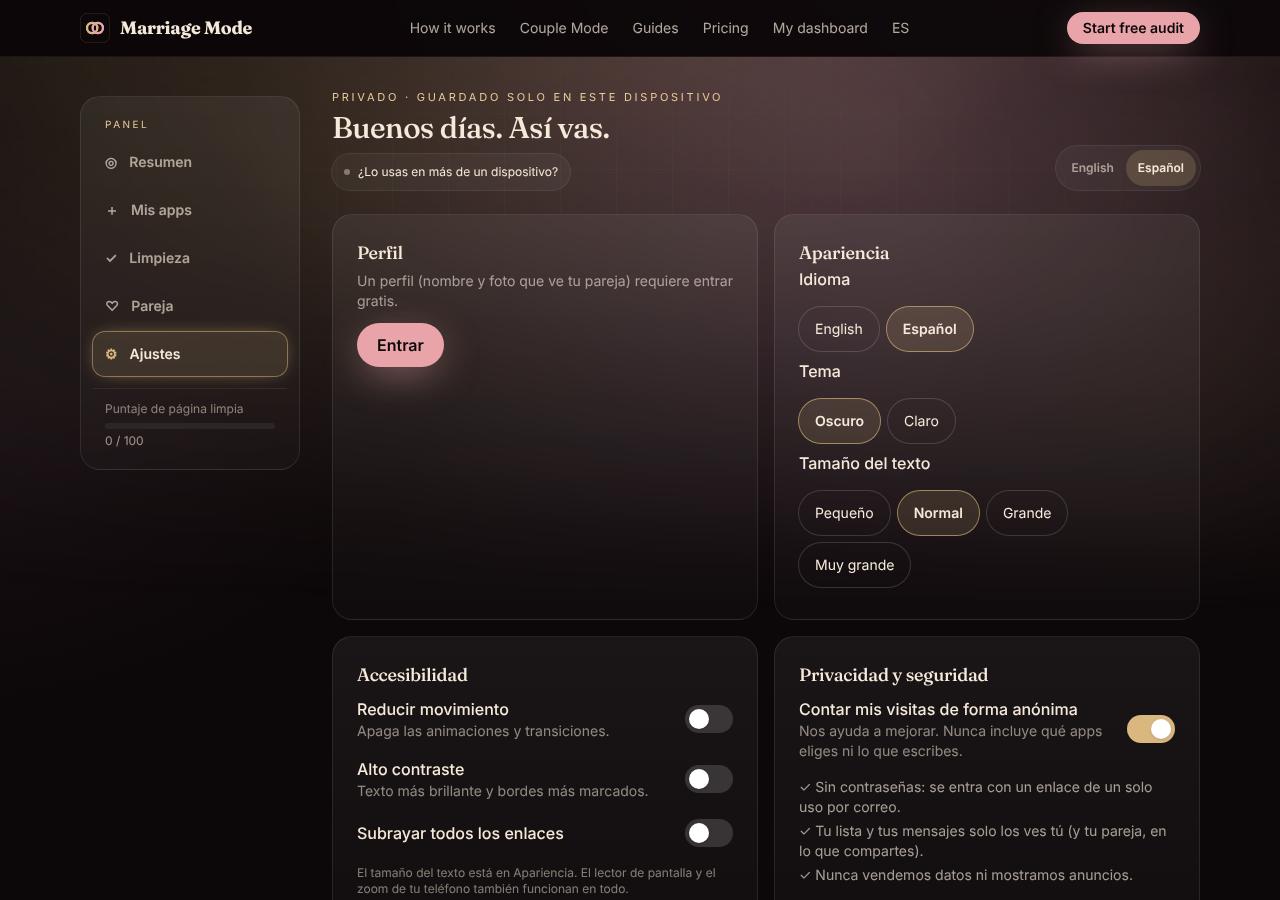 Marriage Mode
How it works
Couple Mode
Guides
Pricing
My dashboard
ES
Start free audit
PANEL
Resumen
Mis apps
Limpieza
Pareja
Ajustes
Puntaje de página limpia
0 / 100
PRIVADO · GUARDADO SOLO EN ESTE DISPOSITIVO
Buenos días. Así vas.
¿Lo usas en más de un dispositivo?
English
Español
Perfil
Un perfil (nombre y foto que ve tu pareja) requiere entrar
gratis.
Entrar
Apariencia
Idioma
English
Español
Tema
Oscuro
Claro
Tamaño del texto
Pequeño
Normal
Grande
Muy grande
Accesibilidad
Reducir movimiento
Apaga las animaciones y transiciones.
Alto contraste
Texto más brillante y bordes más marcados.
Subrayar todos los enlaces
El tamaño del texto está en Apariencia. El lector de pantalla y el
zoom de tu teléfono también funcionan en todo.
Privacidad y seguridad
Contar mis visitas de forma anónima
Nos ayuda a mejorar. Nunca incluye qué apps
eliges ni lo que escribes.
✓ Sin contraseñas: se entra con un enlace de un solo
uso por correo.
✓ Tu lista y tus mensajes solo los ves tú (y tu pareja, en
lo que compartes).
✓ Nunca vendemos datos ni mostramos anuncios.